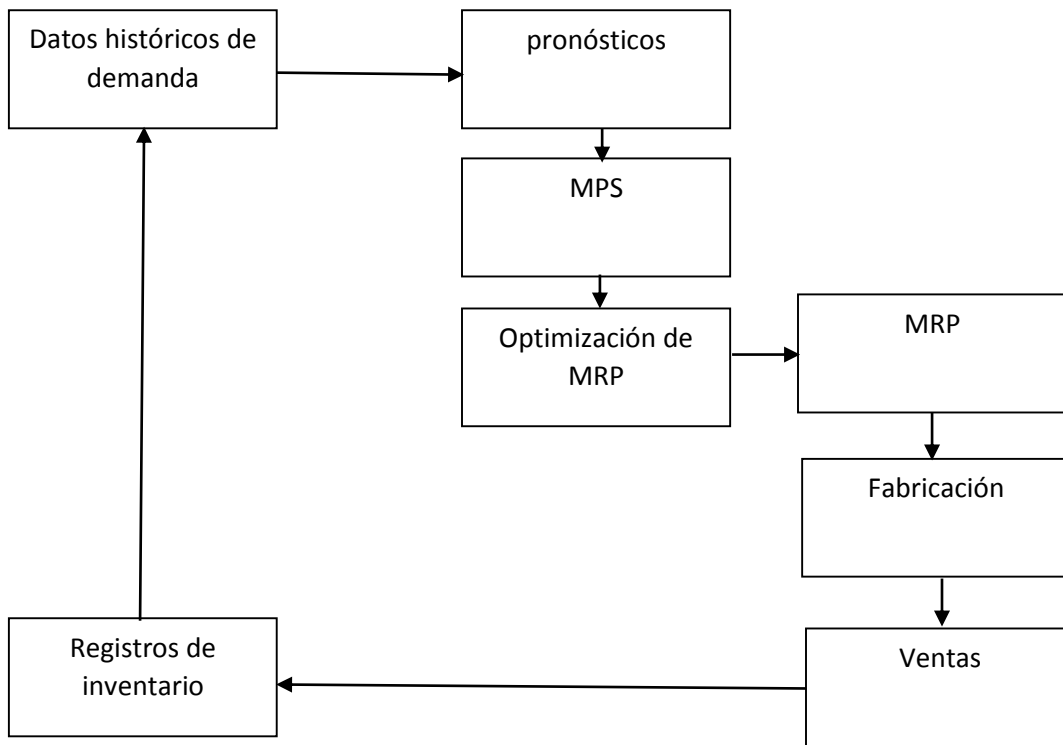 Datos históricos de
demanda
pronósticos
MPS
Optimización de
MRP
MRP
Fabricación
Registros de
inventario
Ventas